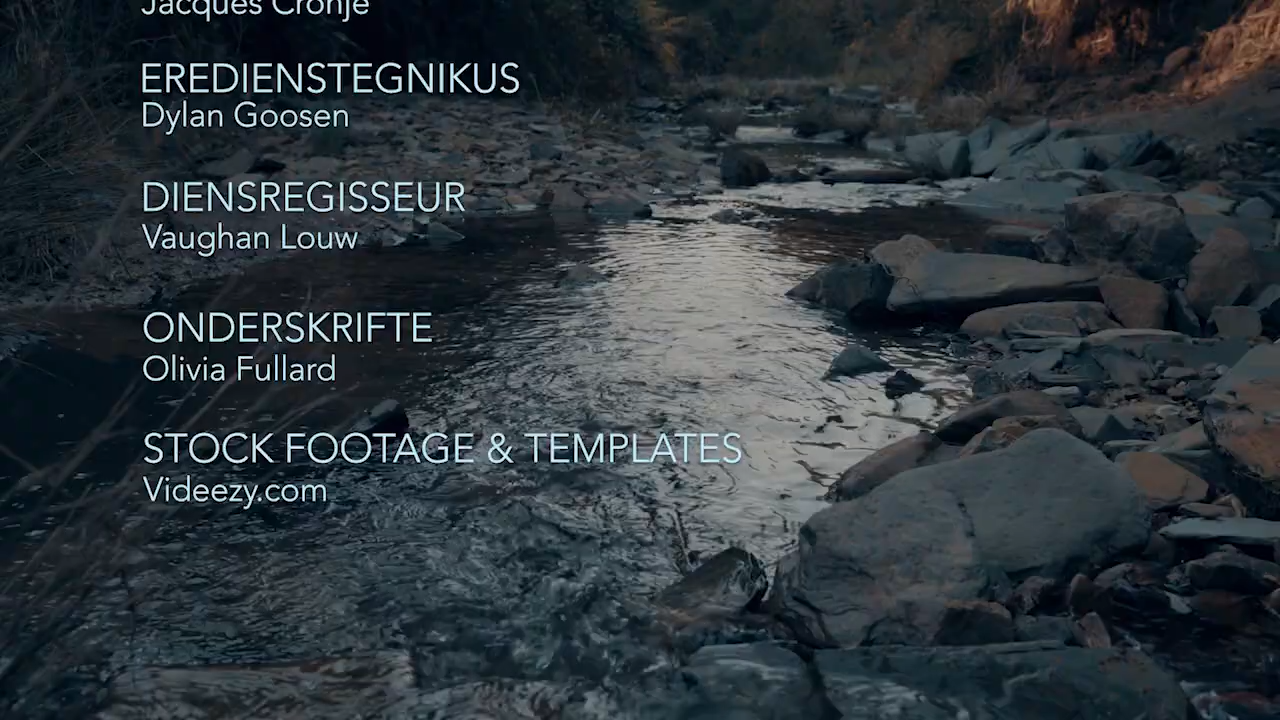 Jacques Cronje
EREDIENSTEGNIKUS
Dylan Goosen
DIENSREGISSEUR
Vaughan Louw
ONDERSKRIFTE
Olivia Fullard
STOCK FOOTAGE & TEMPLATES
Videezy.com